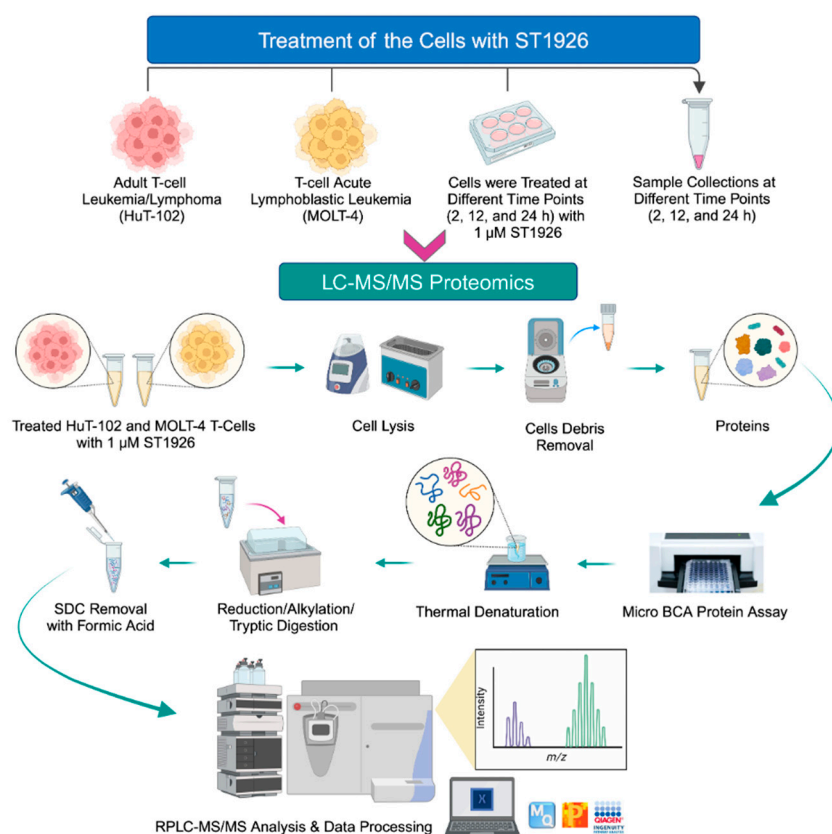 Treatment of the Cells with ST1926
Adult T-cell
Leukemia/Lymphoma
(HuT-102)
T-cell Acute
Lymphoblastic Leukemia
(MOLT-4)
Cells were Treated at
Different Time Points
(2, 12, and 24 h) with
1 μM ST1926
Sample Collections at
Different Time Points
(2, 12, and 24 h)
LC-MS/MS Proteomics
Treated HuT-102 and MOLT-4 T-Cells
with 1 μM ST1926
Cell Lysis
Cells Debris
Removal
Proteins
SDC Removal
with Formic Acid
Reduction/Alkylation/
Tryptic Digestion
Thermal Denaturation
Micro BCA Protein Assay
Intensity
m/z
X
MQ
P
QIAGEN
INGENUITY
RPLC-MS/MS Analysis & Data Processing